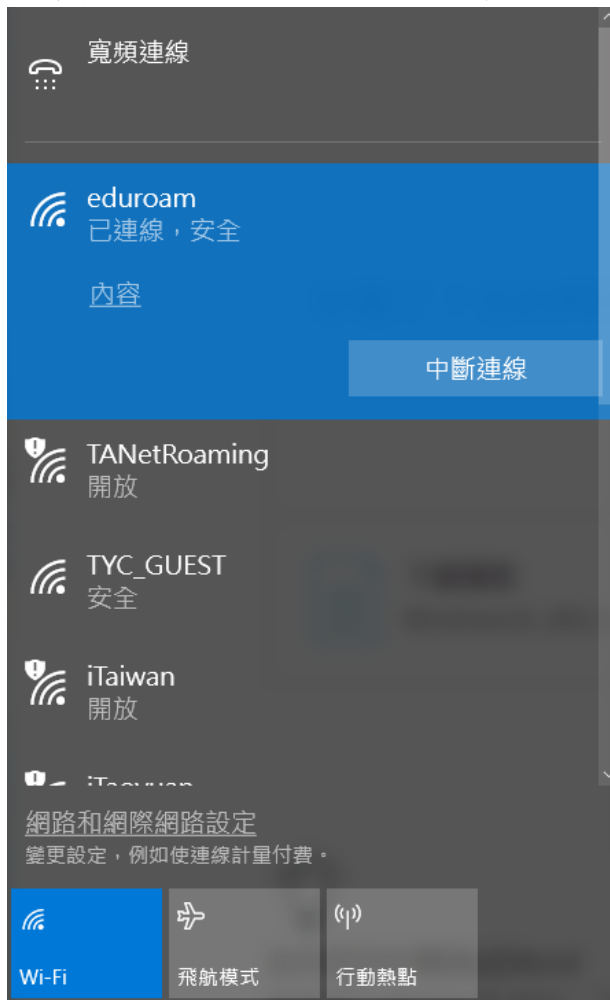 寬頻連線
eduroam
已連線，安全
內容
中斷連線
TANetRoaming
開放
TYC_GUEST
安全
iTaiwan
開放
網路和網際網路設定
變更設定，例如使連線計量付費。
Wi-Fi
飛航模式
行動熱點